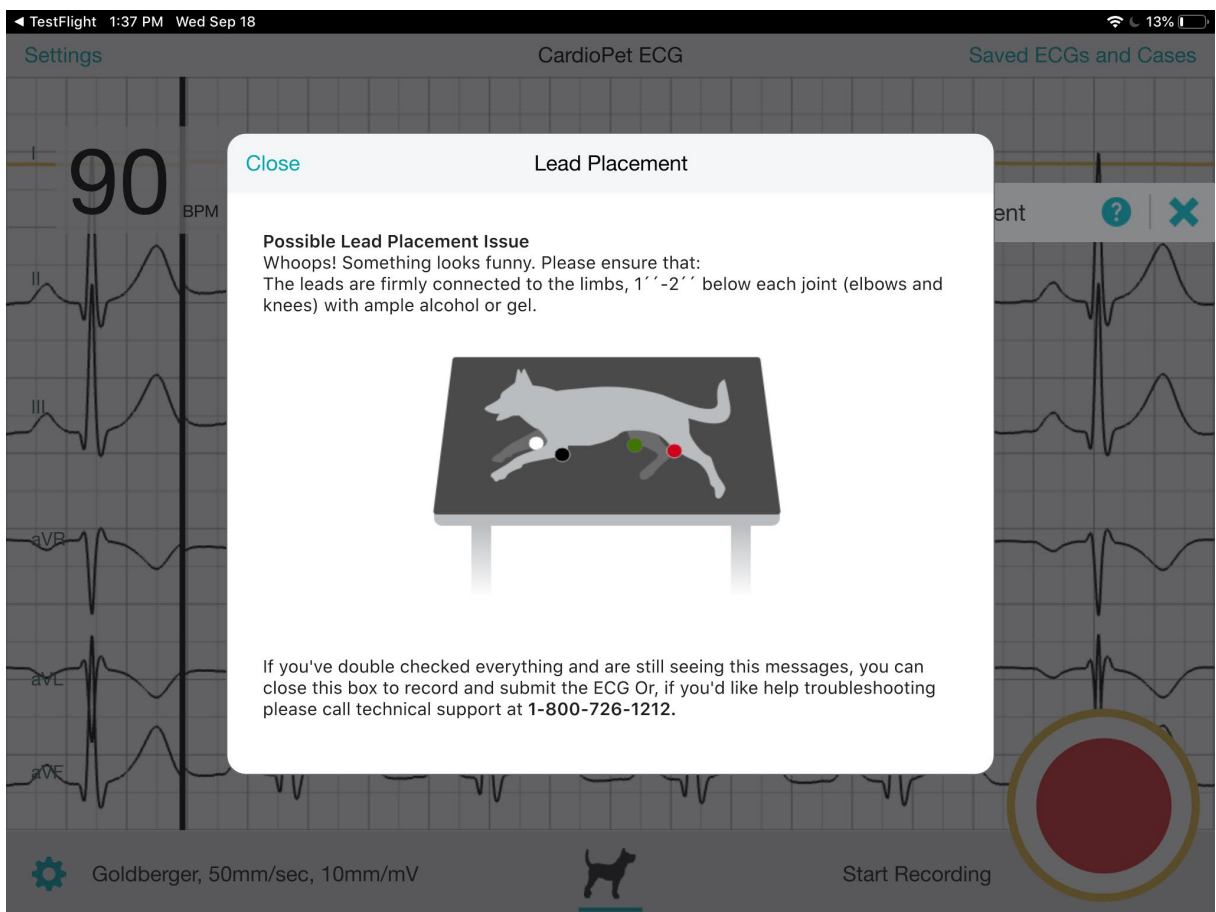 ◀ TestFlight 1:37 PM Wed Sep 18 13%
Settings CardioPet ECG Saved ECGs and Cases
I
90 BPM
Close Lead Placement
ent ?
Possible Lead Placement Issue
Whoops! Something looks funny. Please ensure that:
The leads are firmly connected to the limbs, 1´´-2´´ below each joint (elbows and
knees) with ample alcohol or gel.
II
III
aVR
aVL
aVF
If you've double checked everything and are still seeing this messages, you can
close this box to record and submit the ECG Or, if you'd like help troubleshooting
please call technical support at 1-800-726-1212.
Goldberger, 50mm/sec, 10mm/mV Start Recording